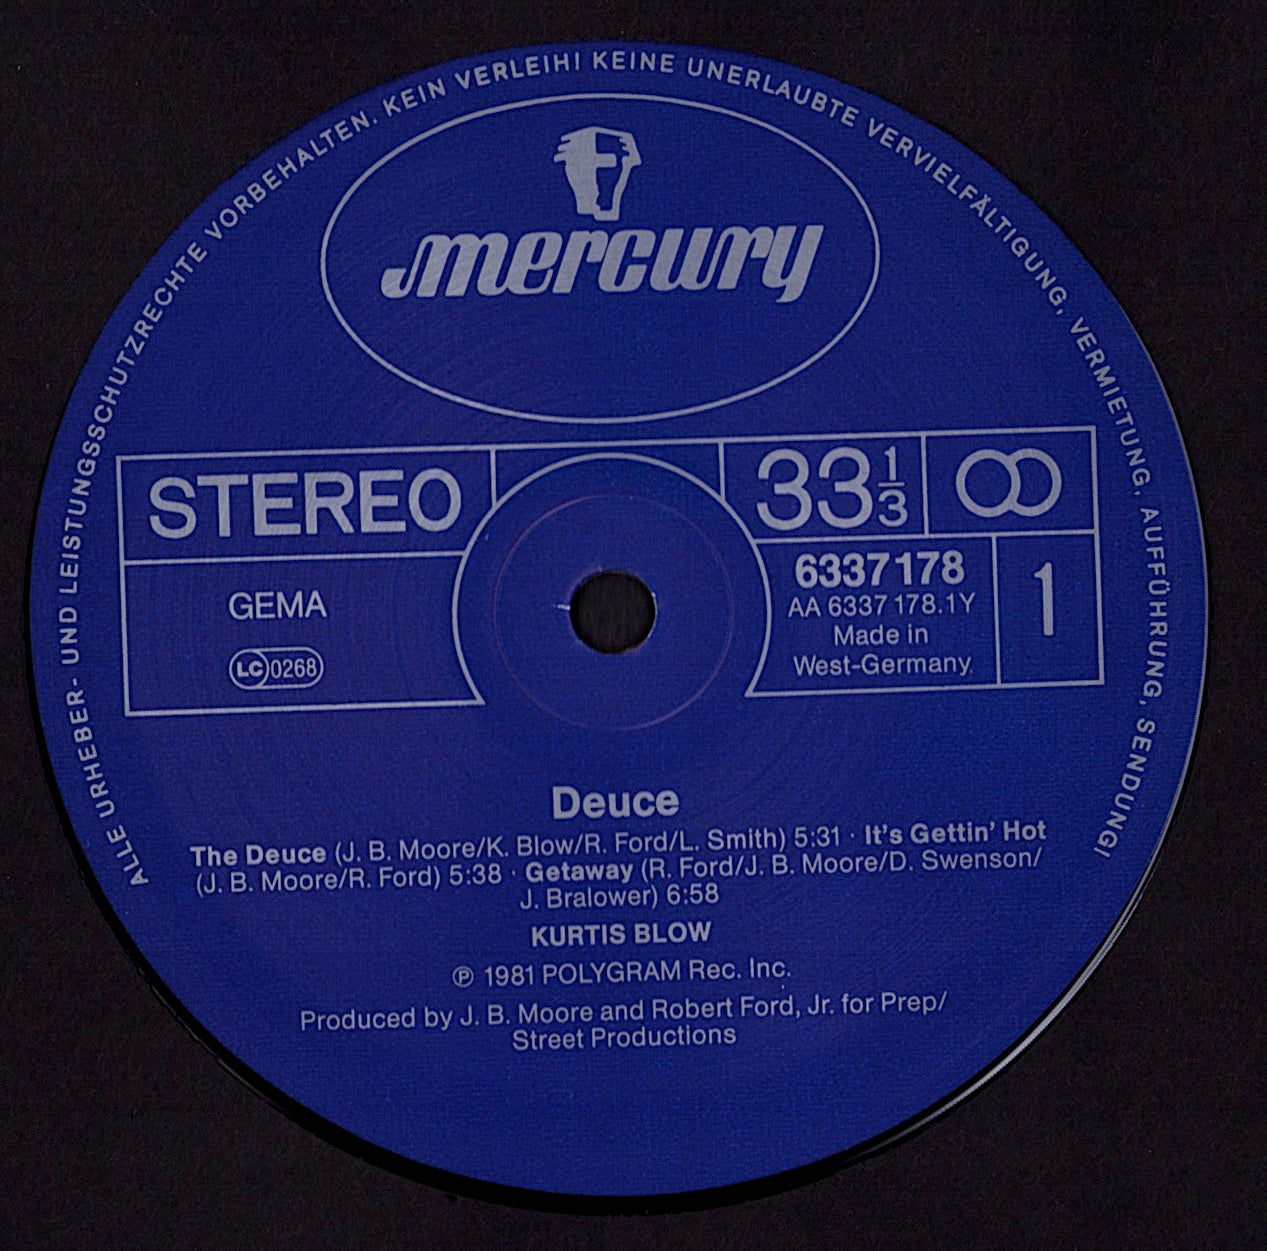 ALLE URHEBER- UND LEISTUNGSSCHUTZRECHTE VORBEHALTEN. KEIN VERLEIH! KEINE UNERLAUBTE VERVIELFÄLTIGUNG, VERMIETUNG, AUFFÜHRUNG, SENDUNG!
mercury
STEREO
33 1/3
GEMA
LC 0268
6337178
AA 6337 178.1Y
Made in
West-Germany
1
Deuce
The Deuce (J. B. Moore/K. Blow/R. Ford/L. Smith) 5:31 · It's Gettin' Hot
(J. B. Moore/R. Ford) 5:38 · Getaway (R. Ford/J. B. Moore/D. Swenson/
J. Bralower) 6:58
KURTIS BLOW
℗ 1981 POLYGRAM Rec. Inc.
Produced by J. B. Moore and Robert Ford, Jr. for Prep/
Street Productions